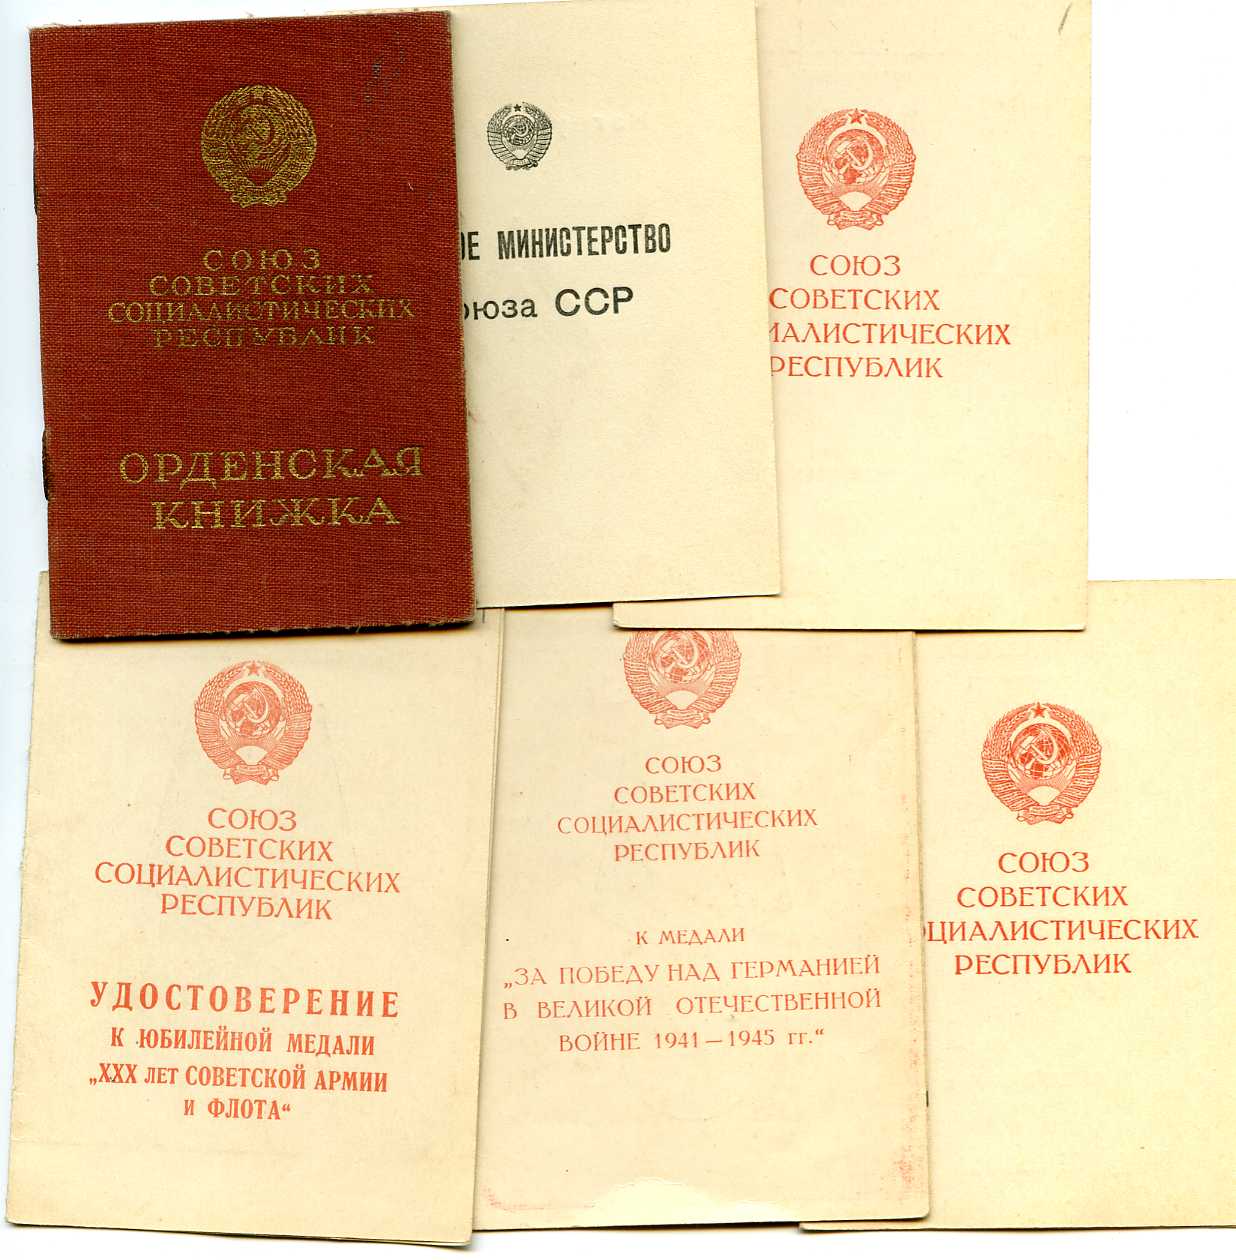 СОЮЗ
СОВЕТСКИХ
СОЦИАЛИСТИЧЕСКИХ
РЕСПУБЛИК
ОРДЕНСКАЯ
КНИЖКА
ОЕ МИНИСТЕРСТВО
оюза ССР
СОЮЗ
СОВЕТСКИХ
ИАЛИСТИЧЕСКИХ
РЕСПУБЛИК
СОЮЗ
СОВЕТСКИХ
СОЦИАЛИСТИЧЕСКИХ
РЕСПУБЛИК
УДОСТОВЕРЕНИЕ
К ЮБИЛЕЙНОЙ МЕДАЛИ
„XXX ЛЕТ СОВЕТСКОЙ АРМИИ
И ФЛОТА“
СОЮЗ
СОВЕТСКИХ
СОЦИАЛИСТИЧЕСКИХ
РЕСПУБЛИК
К МЕДАЛИ
„ЗА ПОБЕДУ НАД ГЕРМАНИЕЙ
В ВЕЛИКОЙ ОТЕЧЕСТВЕННОЙ
ВОЙНЕ 1941—1945 гг.“
СОЮЗ
СОВЕТСКИХ
ОЦИАЛИСТИЧЕСКИХ
РЕСПУБЛИК